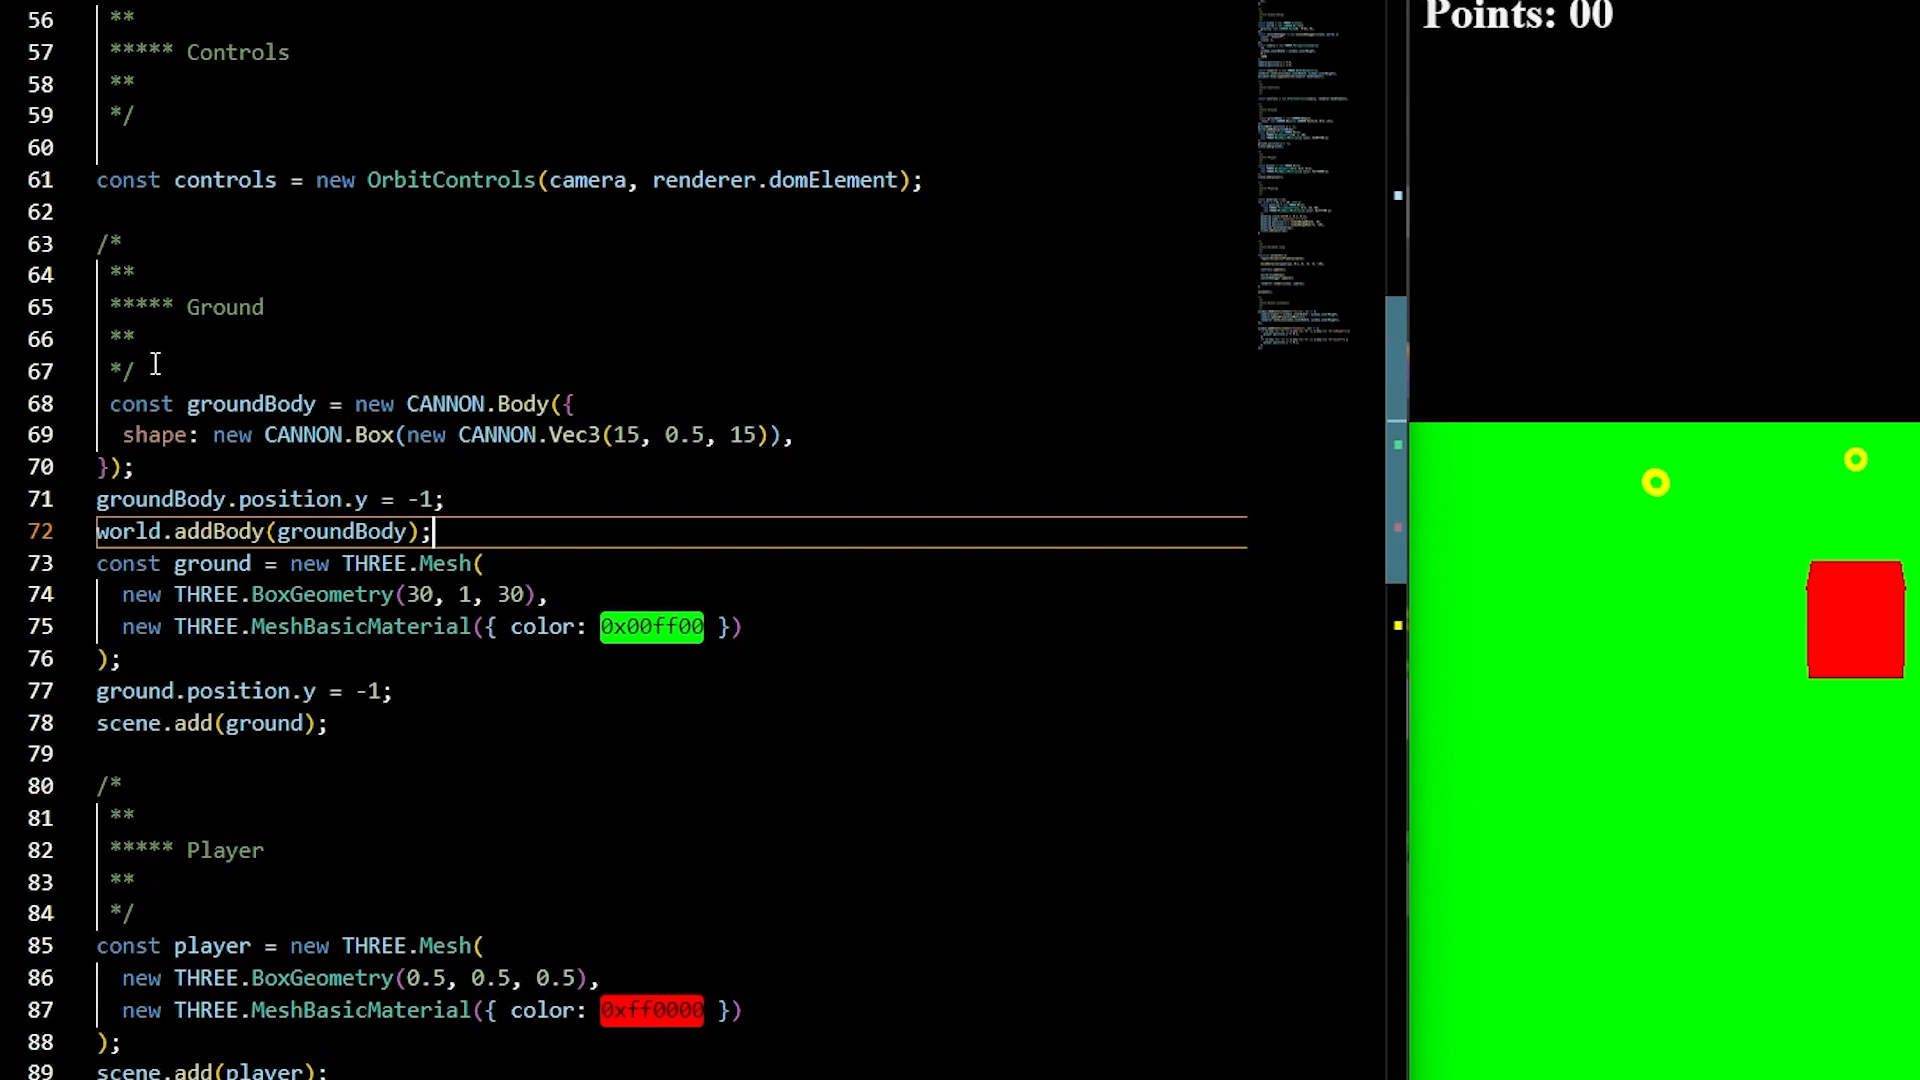 56 **
57 ***** Controls
58 **
59 */
60
61 const controls = new OrbitControls(camera, renderer.domElement);
62
63 /*
64 **
65 ***** Ground
66 **
67 */
68 const groundBody = new CANNON.Body({
69 shape: new CANNON.Box(new CANNON.Vec3(15, 0.5, 15)),
70 });
71 groundBody.position.y = -1;
72 world.addBody(groundBody);
73 const ground = new THREE.Mesh(
74 new THREE.BoxGeometry(30, 1, 30),
75 new THREE.MeshBasicMaterial({ color: 0x00ff00 })
76 );
77 ground.position.y = -1;
78 scene.add(ground);
79
80 /*
81 **
82 ***** Player
83 **
84 */
85 const player = new THREE.Mesh(
86 new THREE.BoxGeometry(0.5, 0.5, 0.5),
87 new THREE.MeshBasicMaterial({ color: 0xff0000 })
88 );
89 scene.add(player);
Points: 00